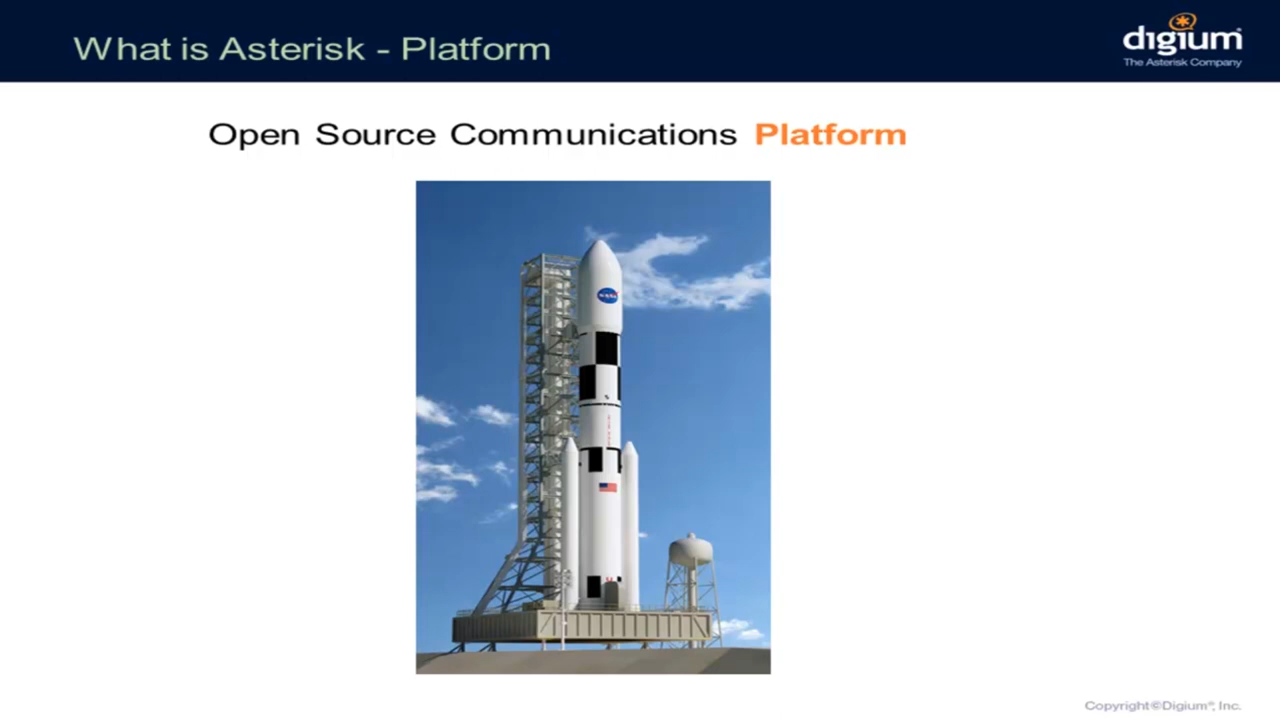 What is Asterisk - Platform
digium
The Asterisk Company
Open Source Communications Platform
NASA
Copyright©Digium®, Inc.